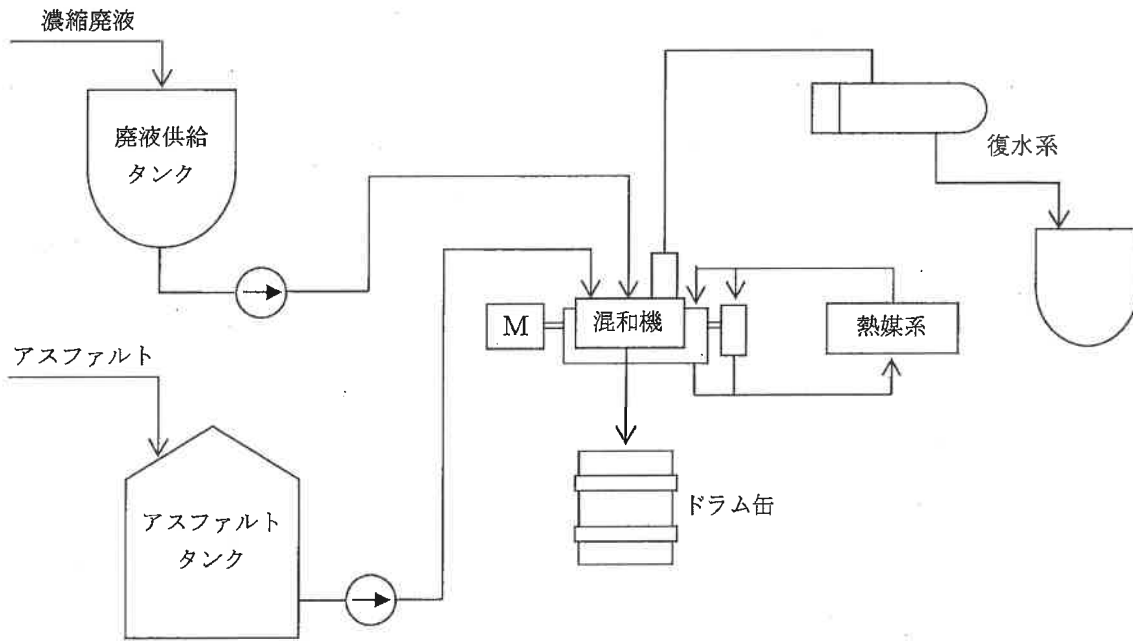 濃縮廃液
廃液供給
タンク
復水系
M
混和機
熱媒系
アスファルト
アスファルト
タンク
ドラム缶